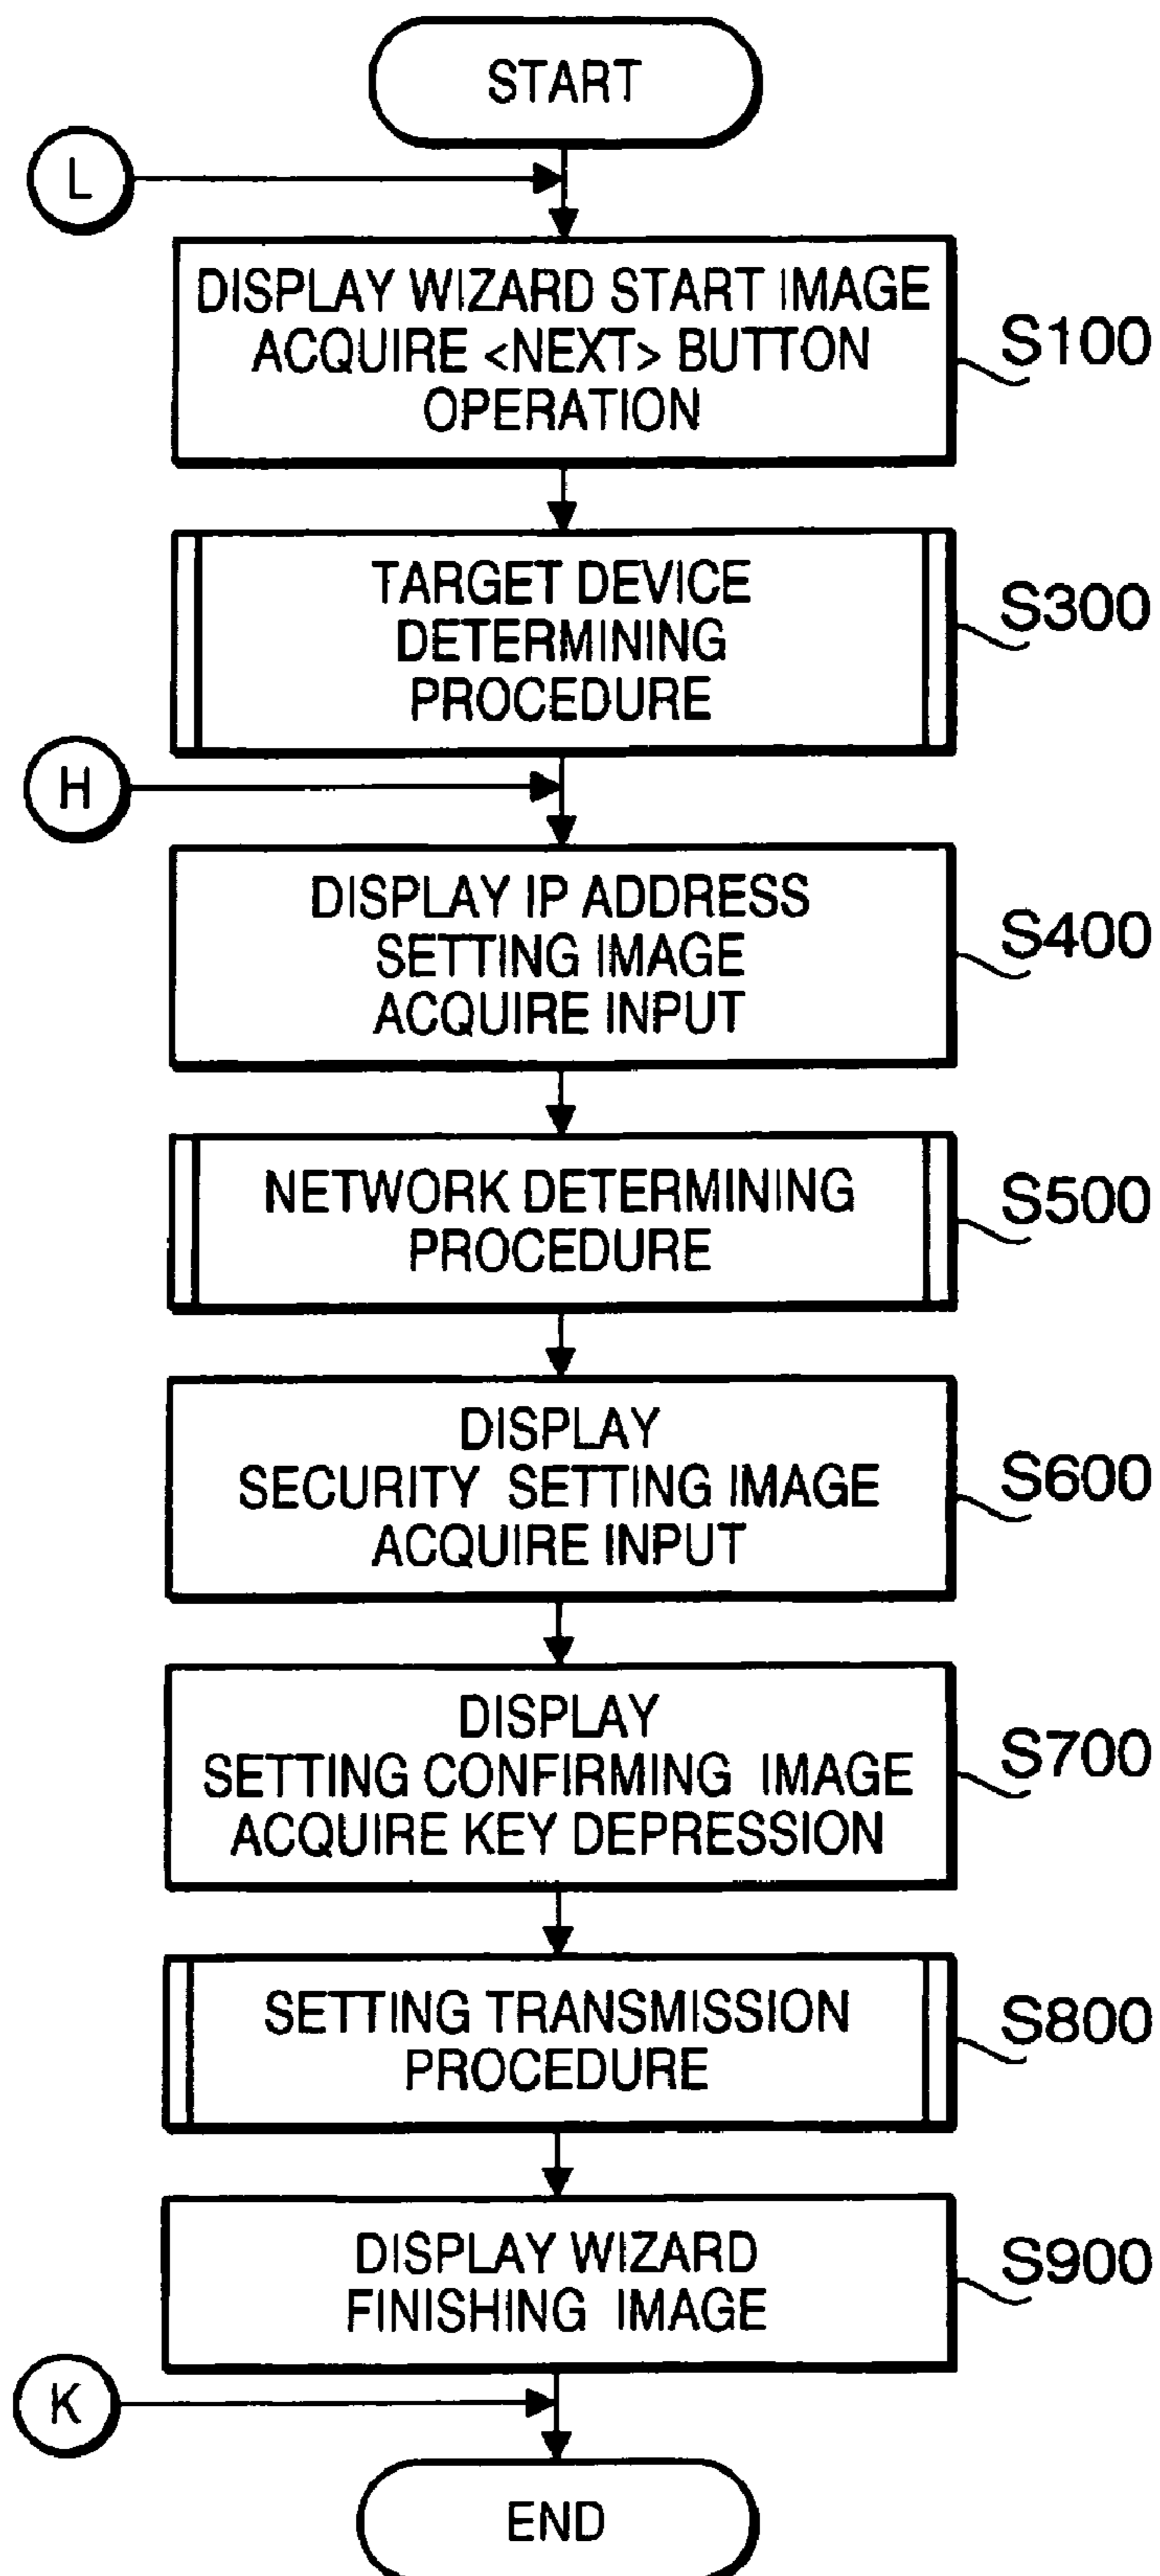 START
L
DISPLAY WIZARD START IMAGE
ACQUIRE <NEXT> BUTTON
OPERATION
S100
TARGET DEVICE
DETERMINING
PROCEDURE
S300
H
DISPLAY IP ADDRESS
SETTING IMAGE
ACQUIRE INPUT
S400
NETWORK DETERMINING
PROCEDURE
S500
DISPLAY
SECURITY SETTING IMAGE
ACQUIRE INPUT
S600
DISPLAY
SETTING CONFIRMING IMAGE
ACQUIRE KEY DEPRESSION
S700
SETTING TRANSMISSION
PROCEDURE
S800
DISPLAY WIZARD
FINISHING IMAGE
S900
K
END